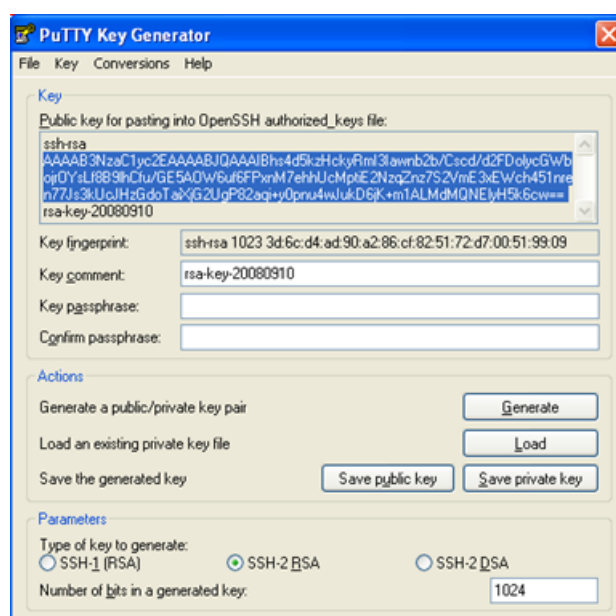 PuTTY Key Generator
File Key Conversions Help
Key
Public key for pasting into OpenSSH authorized_keys file:
ssh-rsa
rsa-key-20080910
Key fingerprint: ssh-rsa 1023 3d:6c:d4:ad:90:a2:86:cf:82:51:72:d7:00:51:99:09
Key comment: rsa-key-20080910
Key passphrase:
Confirm passphrase:
Actions
Generate a public/private key pair Generate
Load an existing private key file Load
Save the generated key Save public key Save private key
Parameters
Type of key to generate:
SSH-1 (RSA) SSH-2 RSA SSH-2 DSA
Number of bits in a generated key: 1024